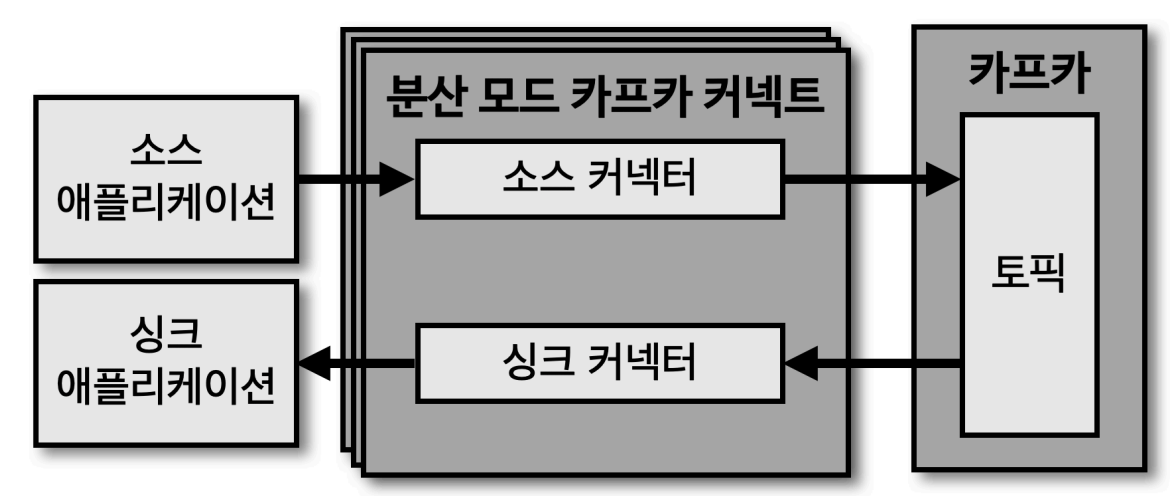 분산 모드 카프카 커넥트
카프카
소스
애플리케이션
소스 커넥터
토픽
싱크
애플리케이션
싱크 커넥터